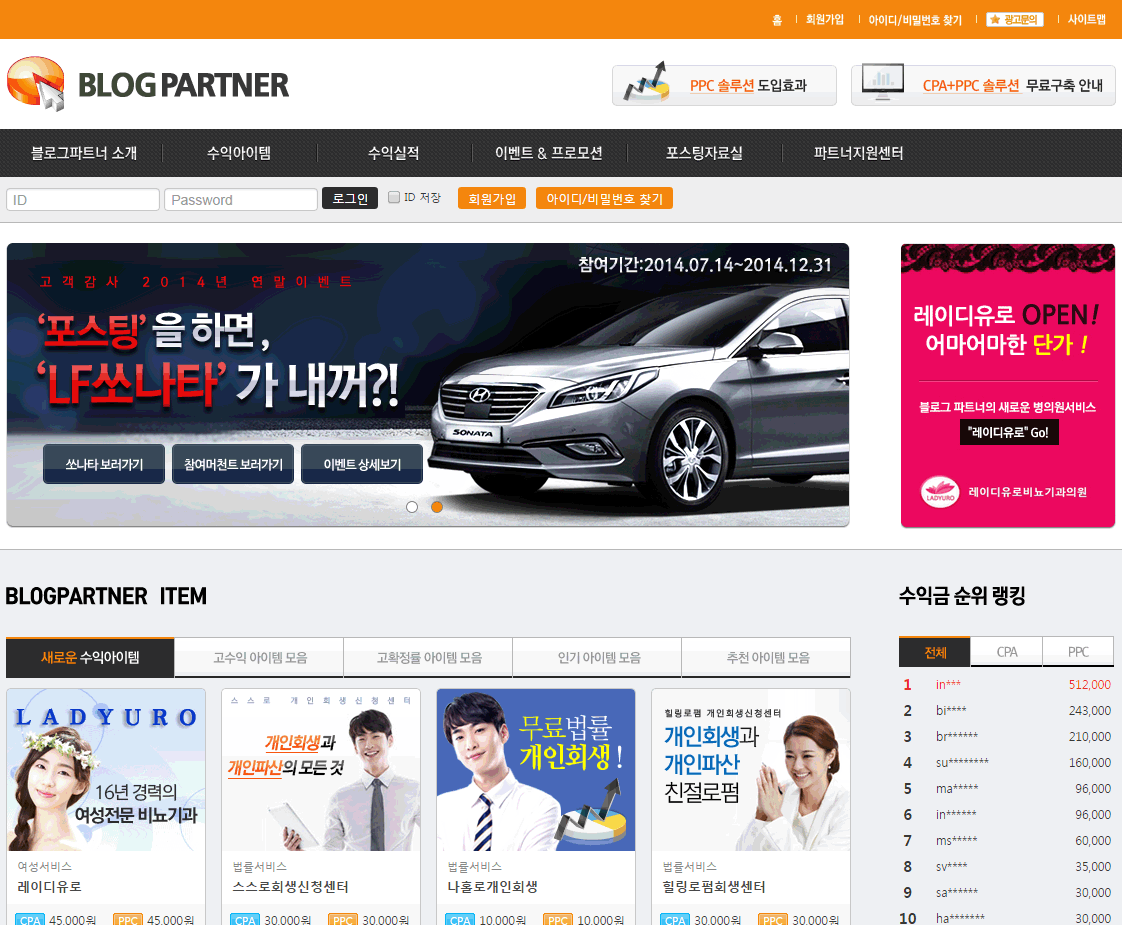 홈 회원가입 아이디/비밀번호 찾기 광고문의 사이트맵
BLOG PARTNER
PPC 솔루션 도입효과
CPA+PPC 솔루션 무료구축 안내
블로그파트너 소개 수익아이템 수익실적 이벤트 & 프로모션 포스팅자료실 파트너지원센터
ID Password 로그인 ID 저장 회원가입 아이디/비밀번호 찾기
참여기간:2014.07.14~2014.12.31
고객감사 2014년 연말이벤트
‘포스팅’을 하면,
‘LF쏘나타’가 내꺼?!
SONATA
쏘나타 보러가기 참여머천트 보러가기 이벤트 상세보기
레이디유로 OPEN!
어마어마한 단가 !
블로그 파트너의 새로운 병의원서비스
"레이디유로" Go!
LADYURO
레이디유로비뇨기과의원
BLOGPARTNER ITEM
새로운 수익아이템 고수익 아이템 모음 고확정률 아이템 모음 인기 아이템 모음 추천 아이템 모음
LADYURO
16년 경력의
여성전문 비뇨기과
여성서비스
레이디유로
CPA 45,000원 PPC 45,000원
스스로 개인회생신청센터
개인회생과
개인파산의 모든 것
법률서비스
스스로회생신청센터
CPA 30,000원 PPC 30,000원
무료법률
개인회생!
법률서비스
나홀로개인회생
CPA 10,000원 PPC 10,000원
힐링로펌 개인회생신청센터
개인회생과
개인파산
친절로펌
법률서비스
힐링로펌회생센터
CPA 30,000원 PPC 30,000원
수익금 순위 랭킹
전체 CPA PPC
1 in*** 512,000
2 bi**** 243,000
3 br****** 210,000
4 su******** 160,000
5 ma***** 96,000
6 in****** 96,000
7 ms***** 60,000
8 sv**** 35,000
9 sa****** 30,000
10 ha******* 30,000